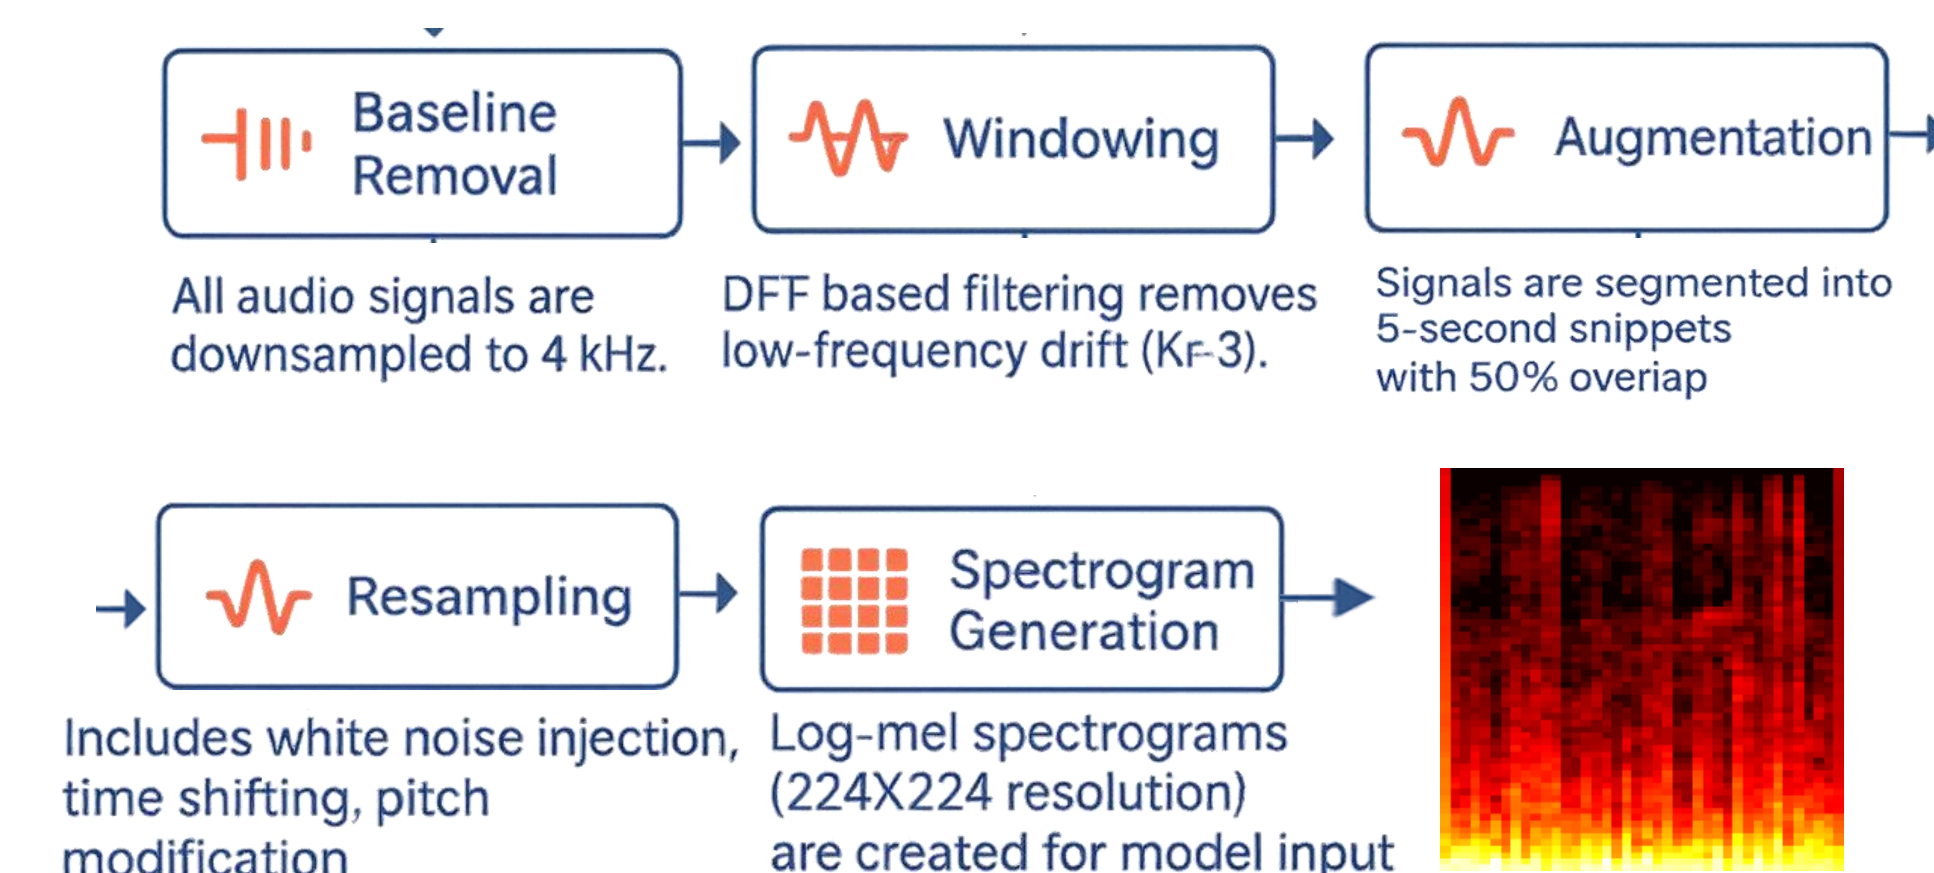 Baseline
Removal
Windowing
Augmentation
All audio signals are
downsampled to 4 kHz.
DFF based filtering removes
low-frequency drift (Kr-3).
Signals are segmented into
5-second snippets
with 50% overiap
Resampling
Spectrogram
Generation
Includes white noise injection,
time shifting, pitch
modification
Log-mel spectrograms
(224X224 resolution)
are created for model input